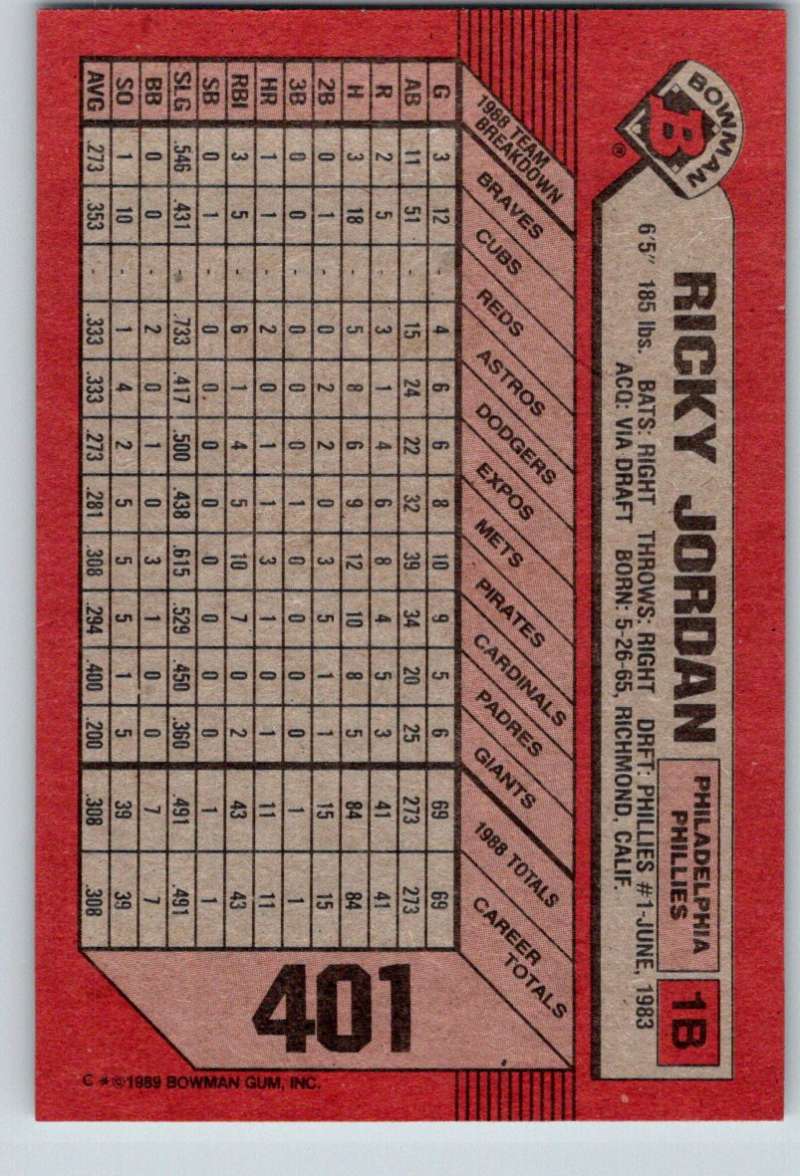 BOWMAN
B
®
RICKY JORDAN
PHILADELPHIA
PHILLIES
1B
6'5" 185 lbs. BATS: RIGHT THROWS: RIGHT DRFT: PHILLIES #1-JUNE, 1983
ACQ: VIA DRAFT BORN: 5-26-65, RICHMOND, CALIF.
1988 TEAM
BREAKDOWN
BRAVES
CUBS
REDS
ASTROS
DODGERS
EXPOS
METS
PIRATES
CARDINALS
PADRES
GIANTS
1988 TOTALS
CAREER
TOTALS
G 3 12 - 4 6 6 8 10 9 5 6 69 69
AB 11 51 - 15 24 22 32 39 34 20 25 273 273
R 2 5 - 3 1 4 6 8 4 5 3 41 41
H 3 18 - 5 8 6 9 12 10 8 5 84 84
2B 0 1 - 0 2 2 0 3 5 1 1 15 15
3B 0 0 - 0 0 0 1 0 0 0 0 1 1
HR 1 1 - 2 0 1 1 3 1 0 1 11 11
RBI 3 5 - 6 1 4 5 10 7 0 2 43 43
SB 0 1 - 0 0 0 0 0 0 0 0 1 1
SLG .546 .431 - .733 .417 .500 .438 .615 .529 .450 .360 .491 .491
BB 0 0 - 2 0 1 0 3 1 0 0 7 7
SO 1 10 - 1 4 2 5 5 5 1 5 39 39
AVG .273 .353 - .333 .333 .273 .281 .308 .294 .400 .200 .308 .308
401
C ★ © 1989 BOWMAN GUM, INC.